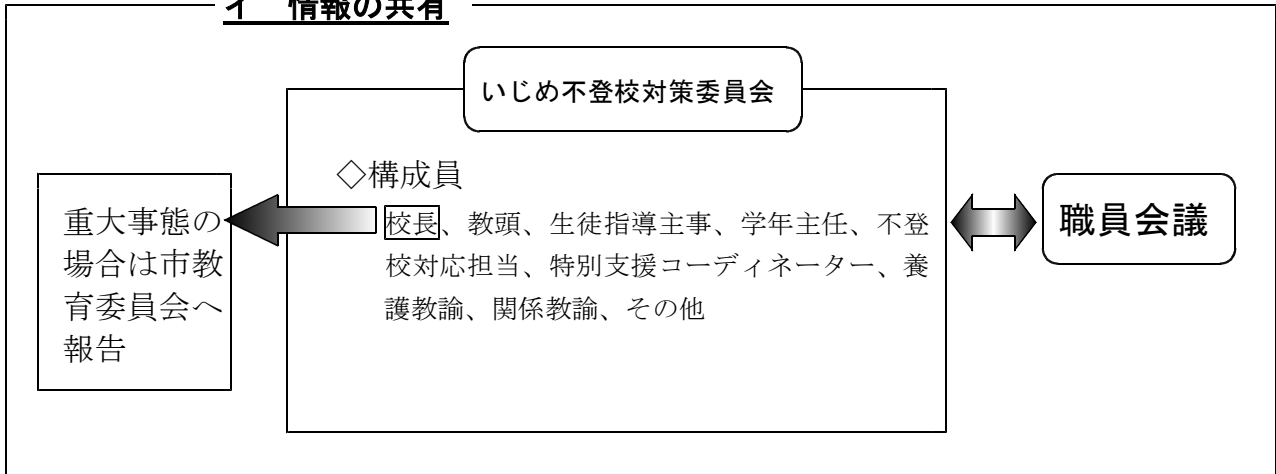 イ　情報の共有
いじめ不登校対策委員会
◇構成員
校長、教頭、生徒指導主事、学年主任、不登
校対応担当、特別支援コーディネーター、養
護教諭、関係教諭、その他
重大事態の
場合は市教
育委員会へ
報告
職員会議